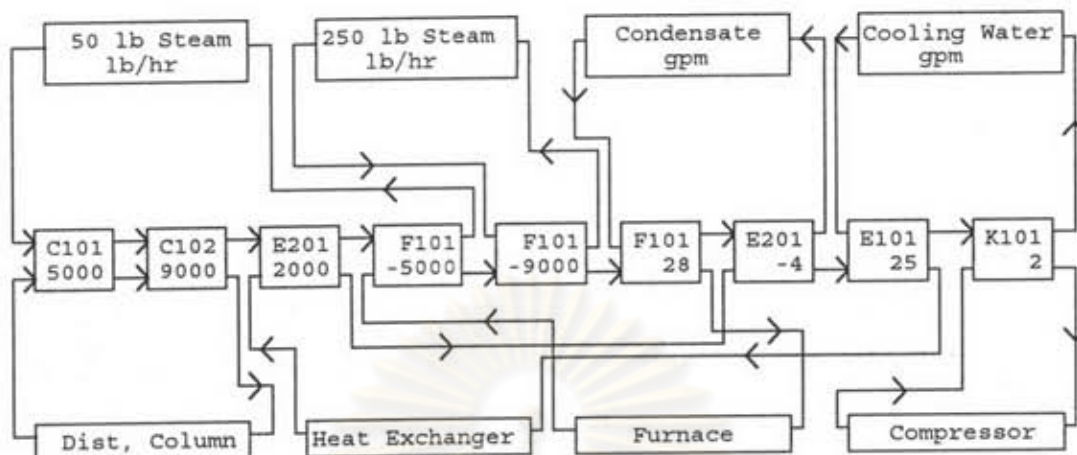 50 lb Steam
lb/hr
250 lb Steam
lb/hr
Condensate
gpm
Cooling Water
gpm
C101
5000
C102
9000
E201
2000
F101
-5000
F101
-9000
F101
28
E201
-4
E101
25
K101
2
Dist, Column
Heat Exchanger
Furnace
Compressor